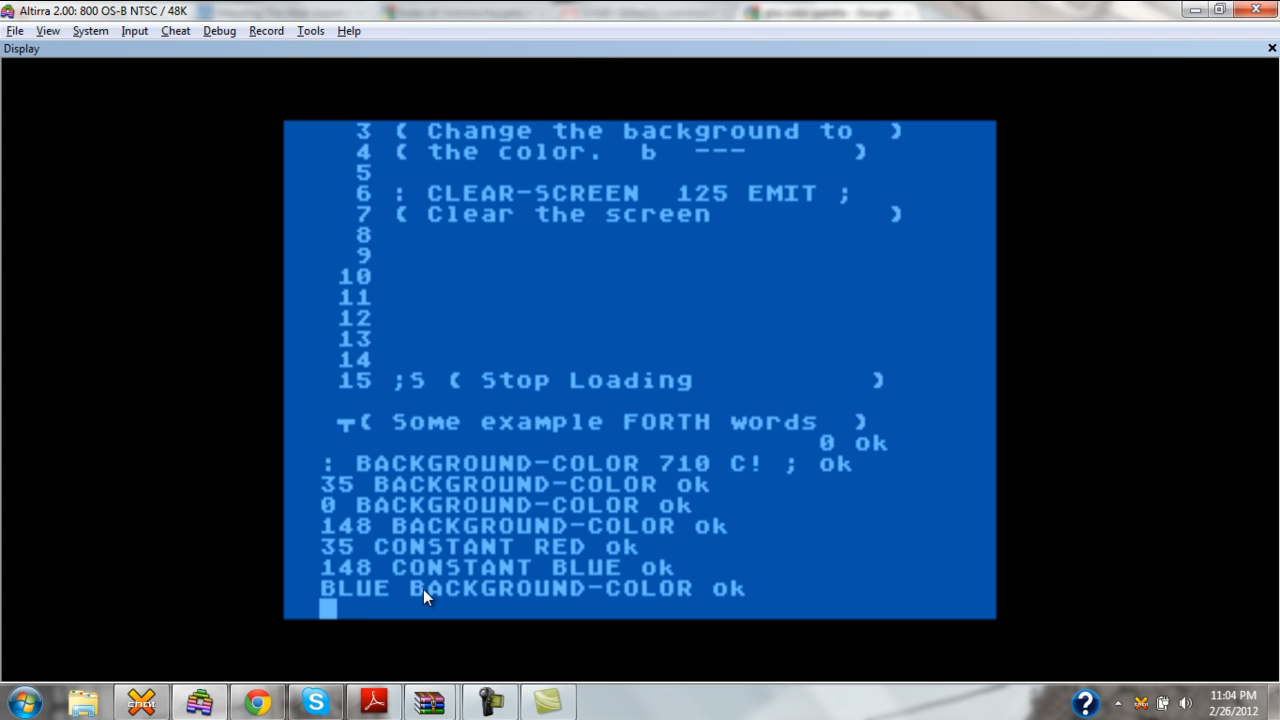 Altirra 2.00: 800 OS-B NTSC / 48K
File View System Input Cheat Debug Record Tools Help
Display
3 ( Change the background to )
4 ( the color. b --- )
5
6 : CLEAR-SCREEN 125 EMIT ;
7 ( Clear the screen )
8
9
10
11
12
13
14
15 ;S ( Stop Loading )
( Some example FORTH words )
0 ok
: BACKGROUND-COLOR 710 C! ; ok
35 BACKGROUND-COLOR ok
0 BACKGROUND-COLOR ok
148 BACKGROUND-COLOR ok
35 CONSTANT RED ok
148 CONSTANT BLUE ok
BLUE BACKGROUND-COLOR ok
11:04 PM
2/26/2012